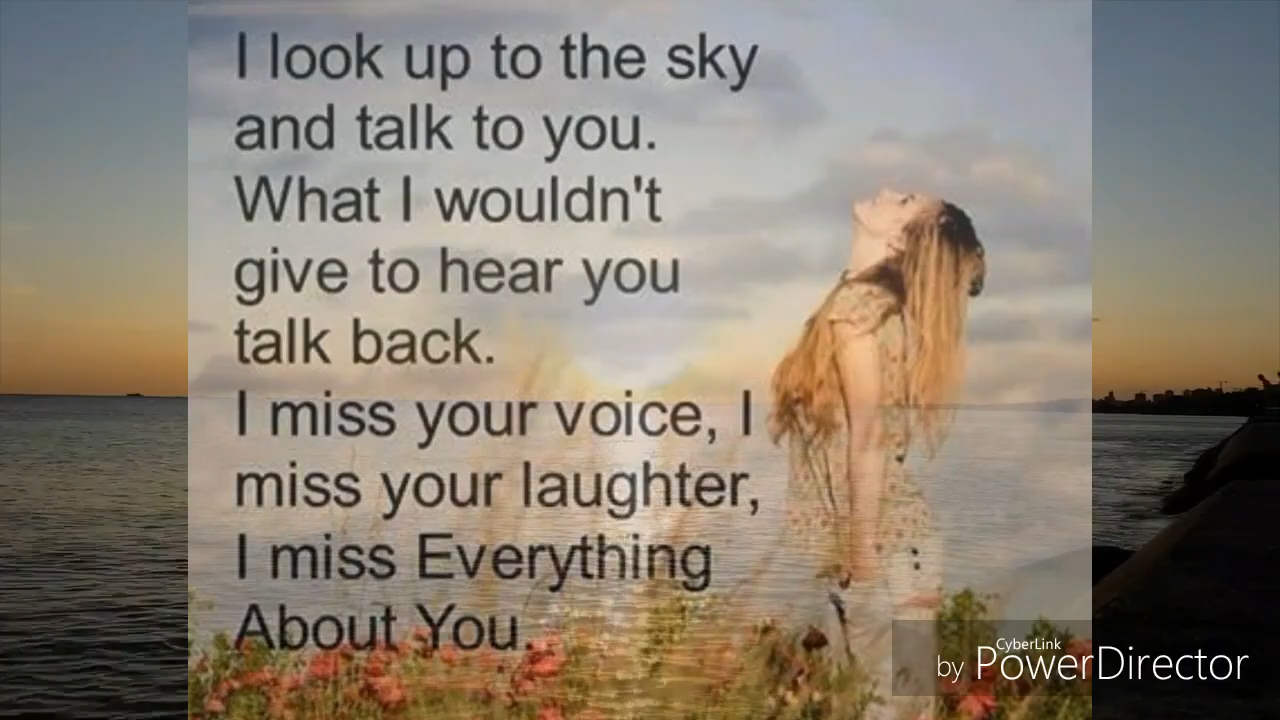 I look up to the sky
and talk to you.
What I wouldn't
give to hear you
talk back.
I miss your voice, I
miss your laughter,
I miss Everything
About You.
CyberLink
by PowerDirector